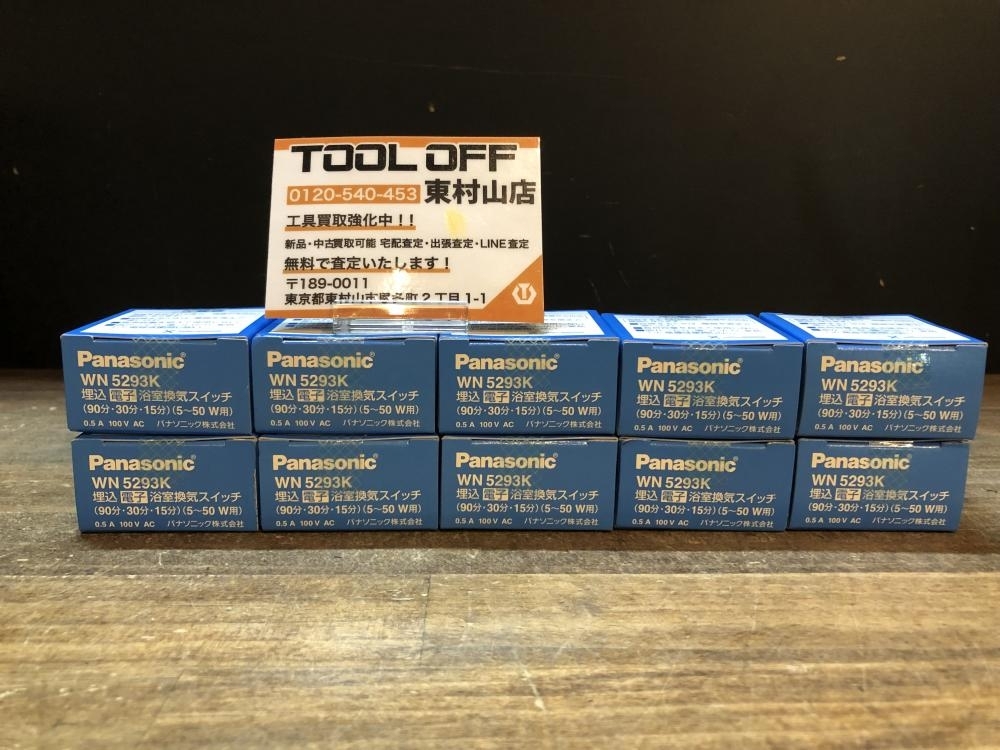 TOOL OFF
0120-540-453 東村山店
工具買取強化中！！
新品・中古買取可能 宅配査定・出張査定・LINE査定
無料で査定いたします！
〒189-0011
東京都東村山市恩多町2丁目1-1
Panasonic
WN 5293K
埋込 電子 浴室換気スイッチ
(90分・30分・15分) (5～50 W用)
0.5 A 100 V AC パナソニック株式会社
Panasonic
WN 5293K
埋込 電子 浴室換気スイッチ
(90分・30分・15分) (5～50 W用)
0.5 A 100 V AC パナソニック株式会社
Panasonic
WN 5293K
埋込 電子 浴室換気スイッチ
(90分・30分・15分) (5～50 W用)
0.5 A 100 V AC パナソニック株式会社
Panasonic
WN 5293K
埋込 電子 浴室換気スイッチ
(90分・30分・15分) (5～50 W用)
0.5 A 100 V AC パナソニック株式会社
Panasonic
WN 5293K
埋込 電子 浴室換気スイッチ
(90分・30分・15分) (5～50 W用)
0.5 A 100 V AC パナソニック株式会社
Panasonic
WN 5293K
埋込 電子 浴室換気スイッチ
(90分・30分・15分) (5～50 W用)
0.5 A 100 V AC パナソニック株式会社
Panasonic
WN 5293K
埋込 電子 浴室換気スイッチ
(90分・30分・15分) (5～50 W用)
0.5 A 100 V AC パナソニック株式会社
Panasonic
WN 5293K
埋込 電子 浴室換気スイッチ
(90分・30分・15分) (5～50 W用)
0.5 A 100 V AC パナソニック株式会社
Panasonic
WN 5293K
埋込 電子 浴室換気スイッチ
(90分・30分・15分) (5～50 W用)
0.5 A 100 V AC パナソニック株式会社
Panasonic
WN 5293K
埋込 電子 浴室換気スイッチ
(90分・30分・15分) (5～50 W用)
0.5 A 100 V AC パナソニック株式会社